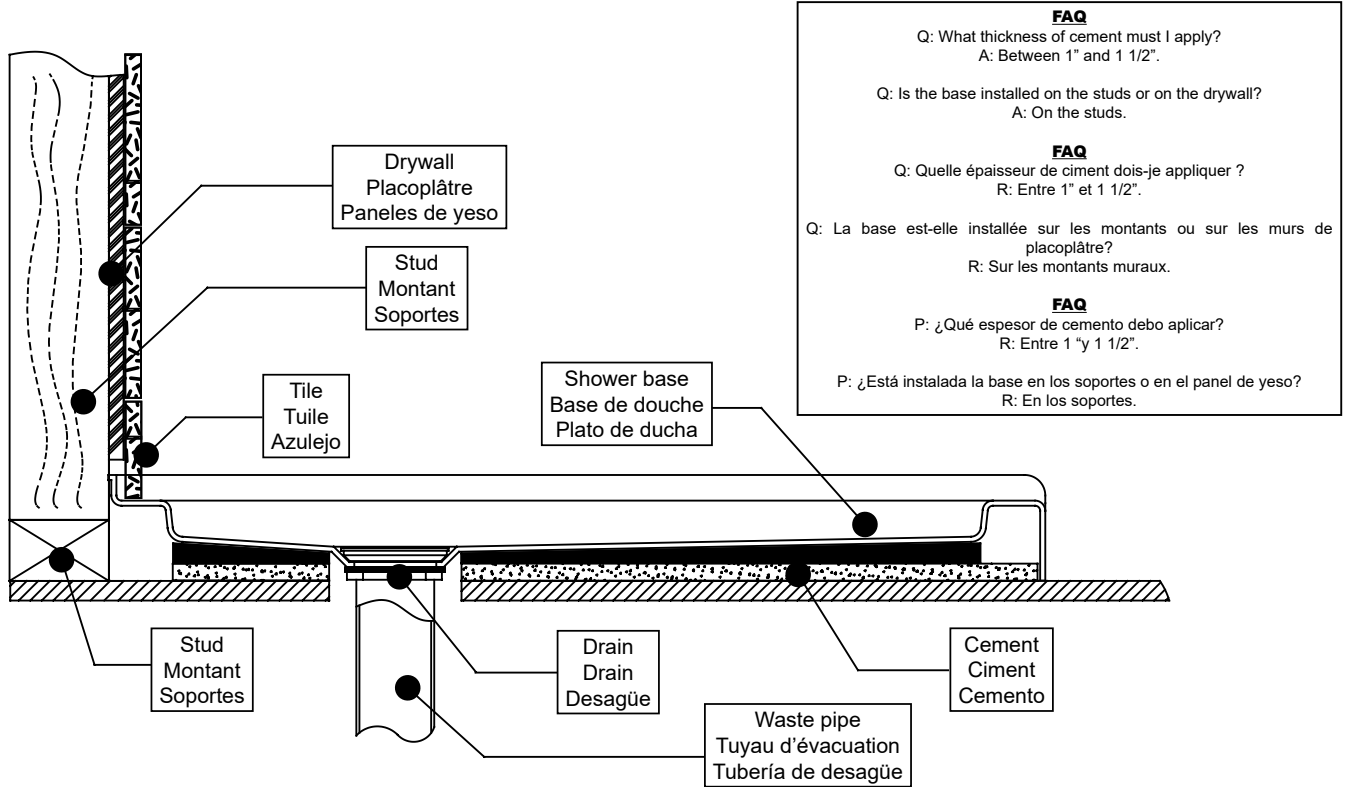 FAQ
Q: What thickness of cement must I apply?
A: Between 1” and 1 1/2”.
Q: Is the base installed on the studs or on the drywall?
A: On the studs.
FAQ
Q: Quelle épaisseur de ciment dois-je appliquer ?
R: Entre 1” et 1 1/2”.
Q: La base est-elle installée sur les montants ou sur les murs de
placoplâtre?
R: Sur les montants muraux.
FAQ
P: ¿Qué espesor de cemento debo aplicar?
R: Entre 1 “y 1 1/2”.
P: ¿Está instalada la base en los soportes o en el panel de yeso?
R: En los soportes.
Drywall
Placoplâtre
Paneles de yeso
Stud
Montant
Soportes
Tile
Tuile
Azulejo
Shower base
Base de douche
Plato de ducha
Stud
Montant
Soportes
Drain
Drain
Desagüe
Cement
Ciment
Cemento
Waste pipe
Tuyau d’évacuation
Tubería de desagüe